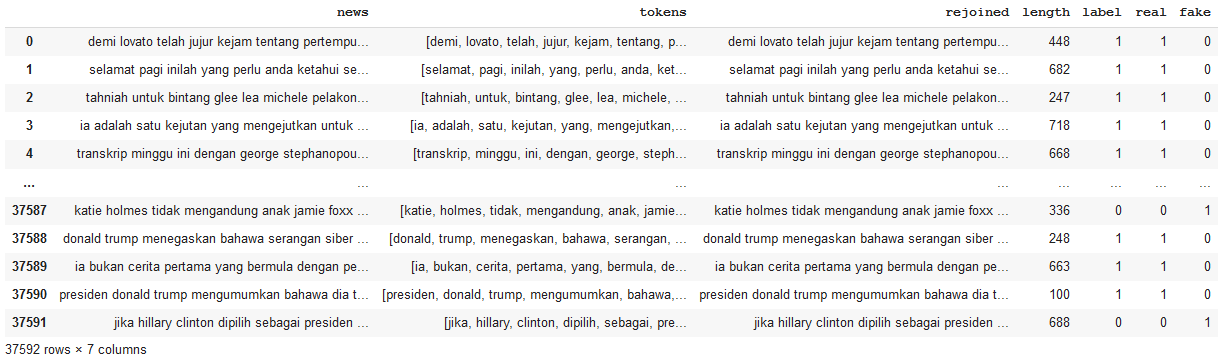 news tokens rejoined length label real fake
0 demi lovato telah jujur kejam tentang pertempu... [demi, lovato, telah, jujur, kejam, tentang, p... demi lovato telah jujur kejam tentang pertempu... 448 1 1 0
1 selamat pagi inilah yang perlu anda ketahui se... [selamat, pagi, inilah, yang, perlu, anda, ket... selamat pagi inilah yang perlu anda ketahui se... 682 1 1 0
2 tahniah untuk bintang glee lea michele pelakon... [tahniah, untuk, bintang, glee, lea, michele, ... tahniah untuk bintang glee lea michele pelakon... 247 1 1 0
3 ia adalah satu kejutan yang mengejutkan untuk ... [ia, adalah, satu, kejutan, yang, mengejutkan,... ia adalah satu kejutan yang mengejutkan untuk ... 718 1 1 0
4 transkrip minggu ini dengan george stephanopou... [transkrip, minggu, ini, dengan, george, steph... transkrip minggu ini dengan george stephanopou... 668 1 1 0
... ... ... ... ... ... ... ...
37587 katie holmes tidak mengandung anak jamie foxx ... [katie, holmes, tidak, mengandung, anak, jamie... katie holmes tidak mengandung anak jamie foxx ... 336 0 0 1
37588 donald trump menegaskan bahawa serangan siber ... [donald, trump, menegaskan, bahawa, serangan, ... donald trump menegaskan bahawa serangan siber ... 248 1 1 0
37589 ia bukan cerita pertama yang bermula dengan pe... [ia, bukan, cerita, pertama, yang, bermula, de... ia bukan cerita pertama yang bermula dengan pe... 663 1 1 0
37590 presiden donald trump mengumumkan bahawa dia t... [presiden, donald, trump, mengumumkan, bahawa,... presiden donald trump mengumumkan bahawa dia t... 100 1 1 0
37591 jika hillary clinton dipilih sebagai presiden ... [jika, hillary, clinton, dipilih, sebagai, pre... jika hillary clinton dipilih sebagai presiden ... 688 0 0 1
37592 rows × 7 columns